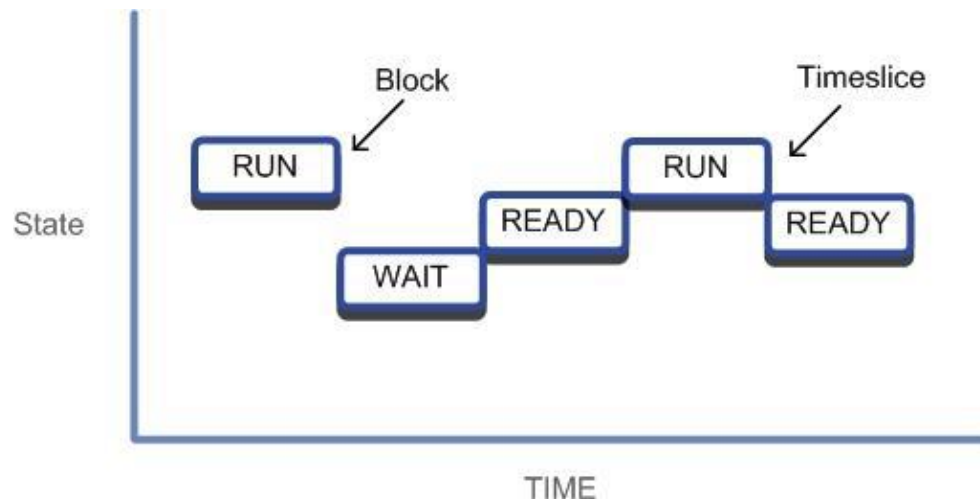 Block
Timeslice
RUN
RUN
READY
READY
State
WAIT
TIME